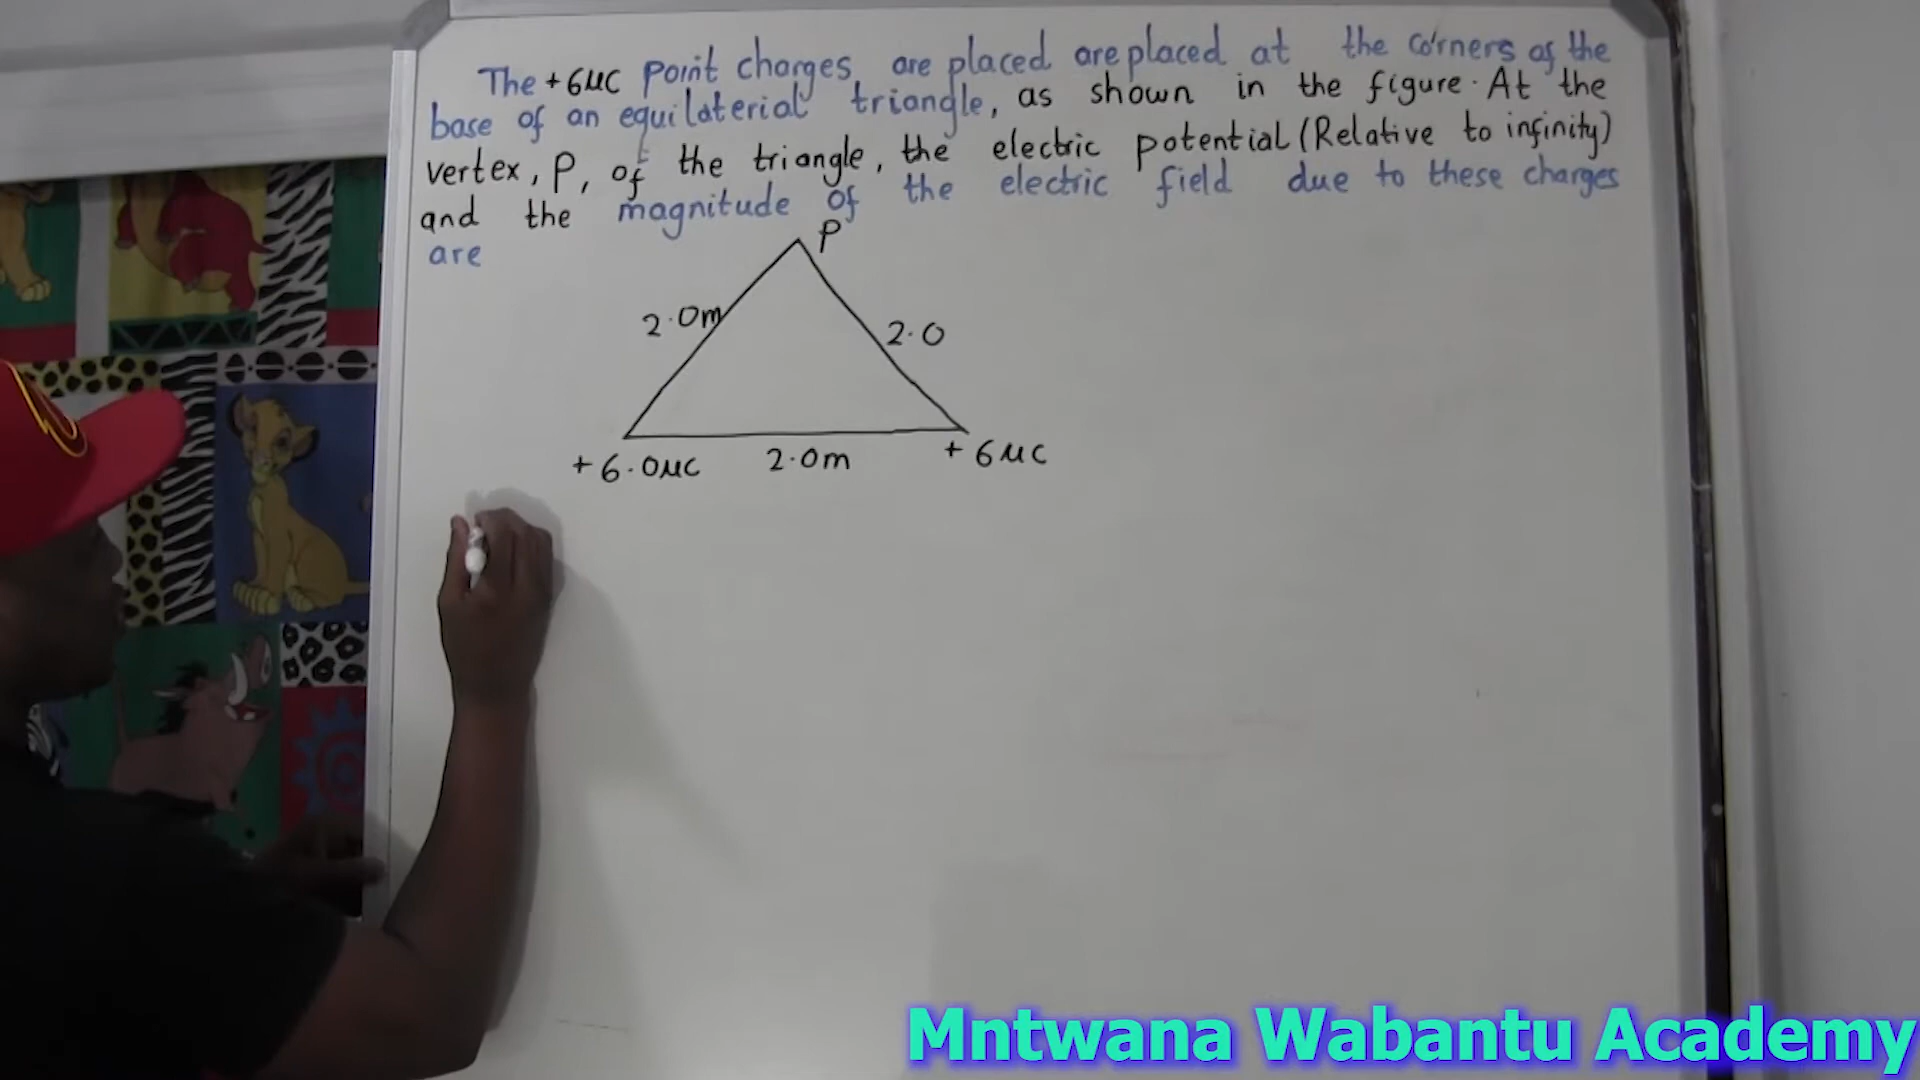 The +6μc point charges, are placed are placed at the corners of the
base of an equilaterial triangle, as shown in the figure. At the
vertex, P, of the triangle, the electric potential (Relative to infinity)
and the magnitude of the electric field due to these charges
are
P
2.0m
2.0
+6.0μc
2.0m
+6μc
Mntwana Wabantu Academy